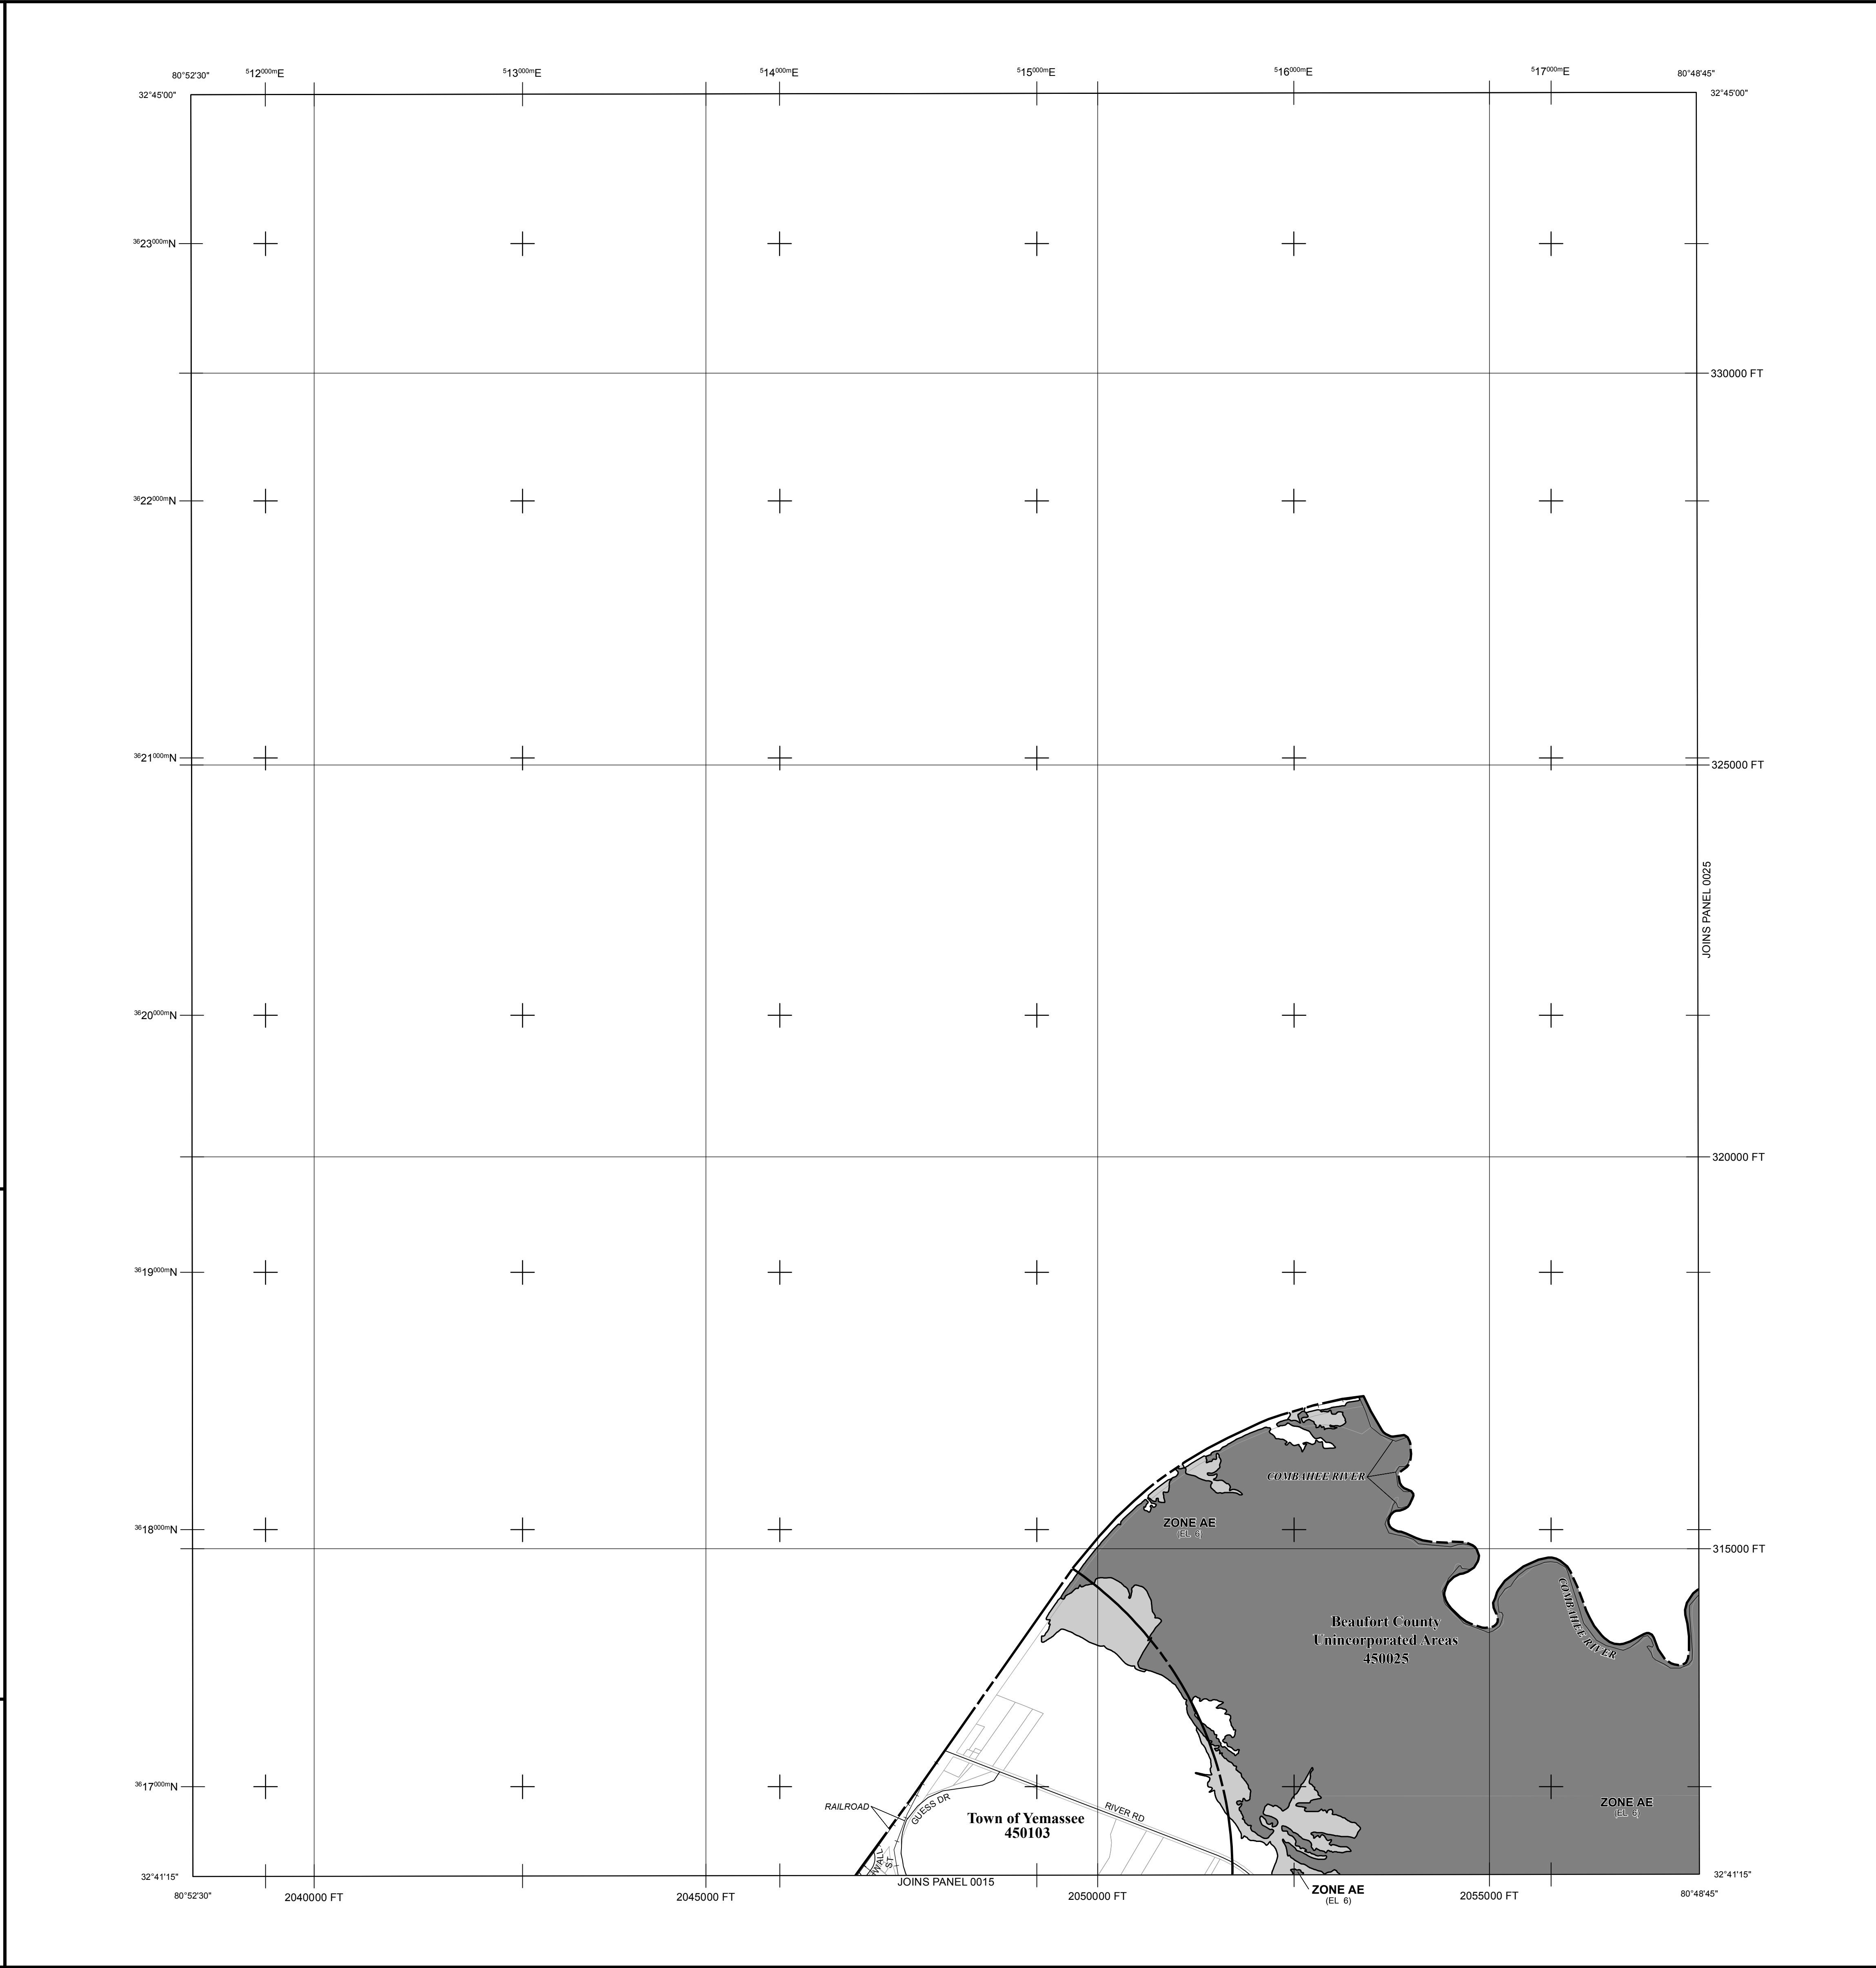 80°52'30"
512000mE
513000mE
514000mE
515000mE
516000mE
517000mE
80°48'45"
32°45'00"
32°45'00"
3623000mN
330000 FT
3622000mN
3621000mN
325000 FT
JOINS PANEL 0025
3620000mN
320000 FT
3619000mN
COMBAHEE RIVER
ZONE AE
(EL 6)
3618000mN
315000 FT
COMBAHEE RIVER
Beaufort County
Unincorporated Areas
450025
3617000mN
RAILROAD
GUESS DR
RIVER RD
Town of Yemassee
450103
ZONE AE
(EL 6)
WALL
ST
32°41'15"
32°41'15"
JOINS PANEL 0015
80°52'30"
2040000 FT
2045000 FT
2050000 FT
ZONE AE
(EL 6)
2055000 FT
80°48'45"